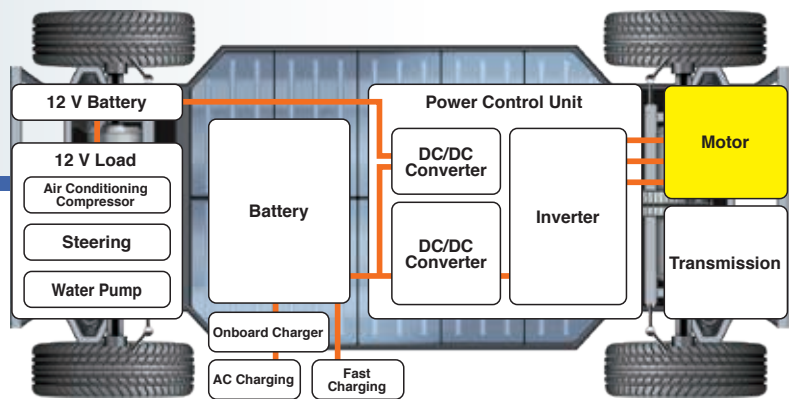 12 V Battery
12 V Load
Air Conditioning
Compressor
Steering
Water Pump
Battery
Onboard Charger
AC Charging
Fast
Charging
Power Control Unit
DC/DC
Converter
DC/DC
Converter
Inverter
Motor
Transmission